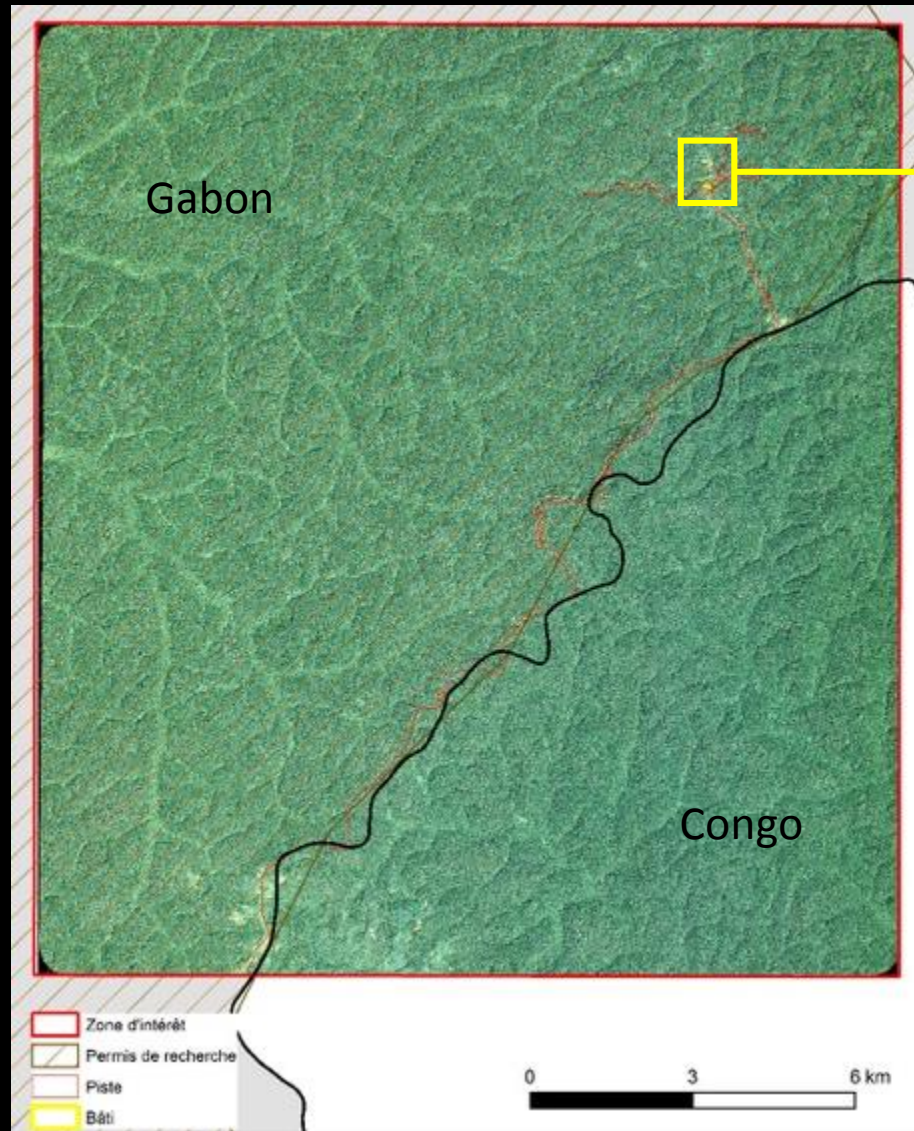 Gabon
Congo
Zone d'intérêt
Permis de recherche
Piste
Bâti
0 3 6 km